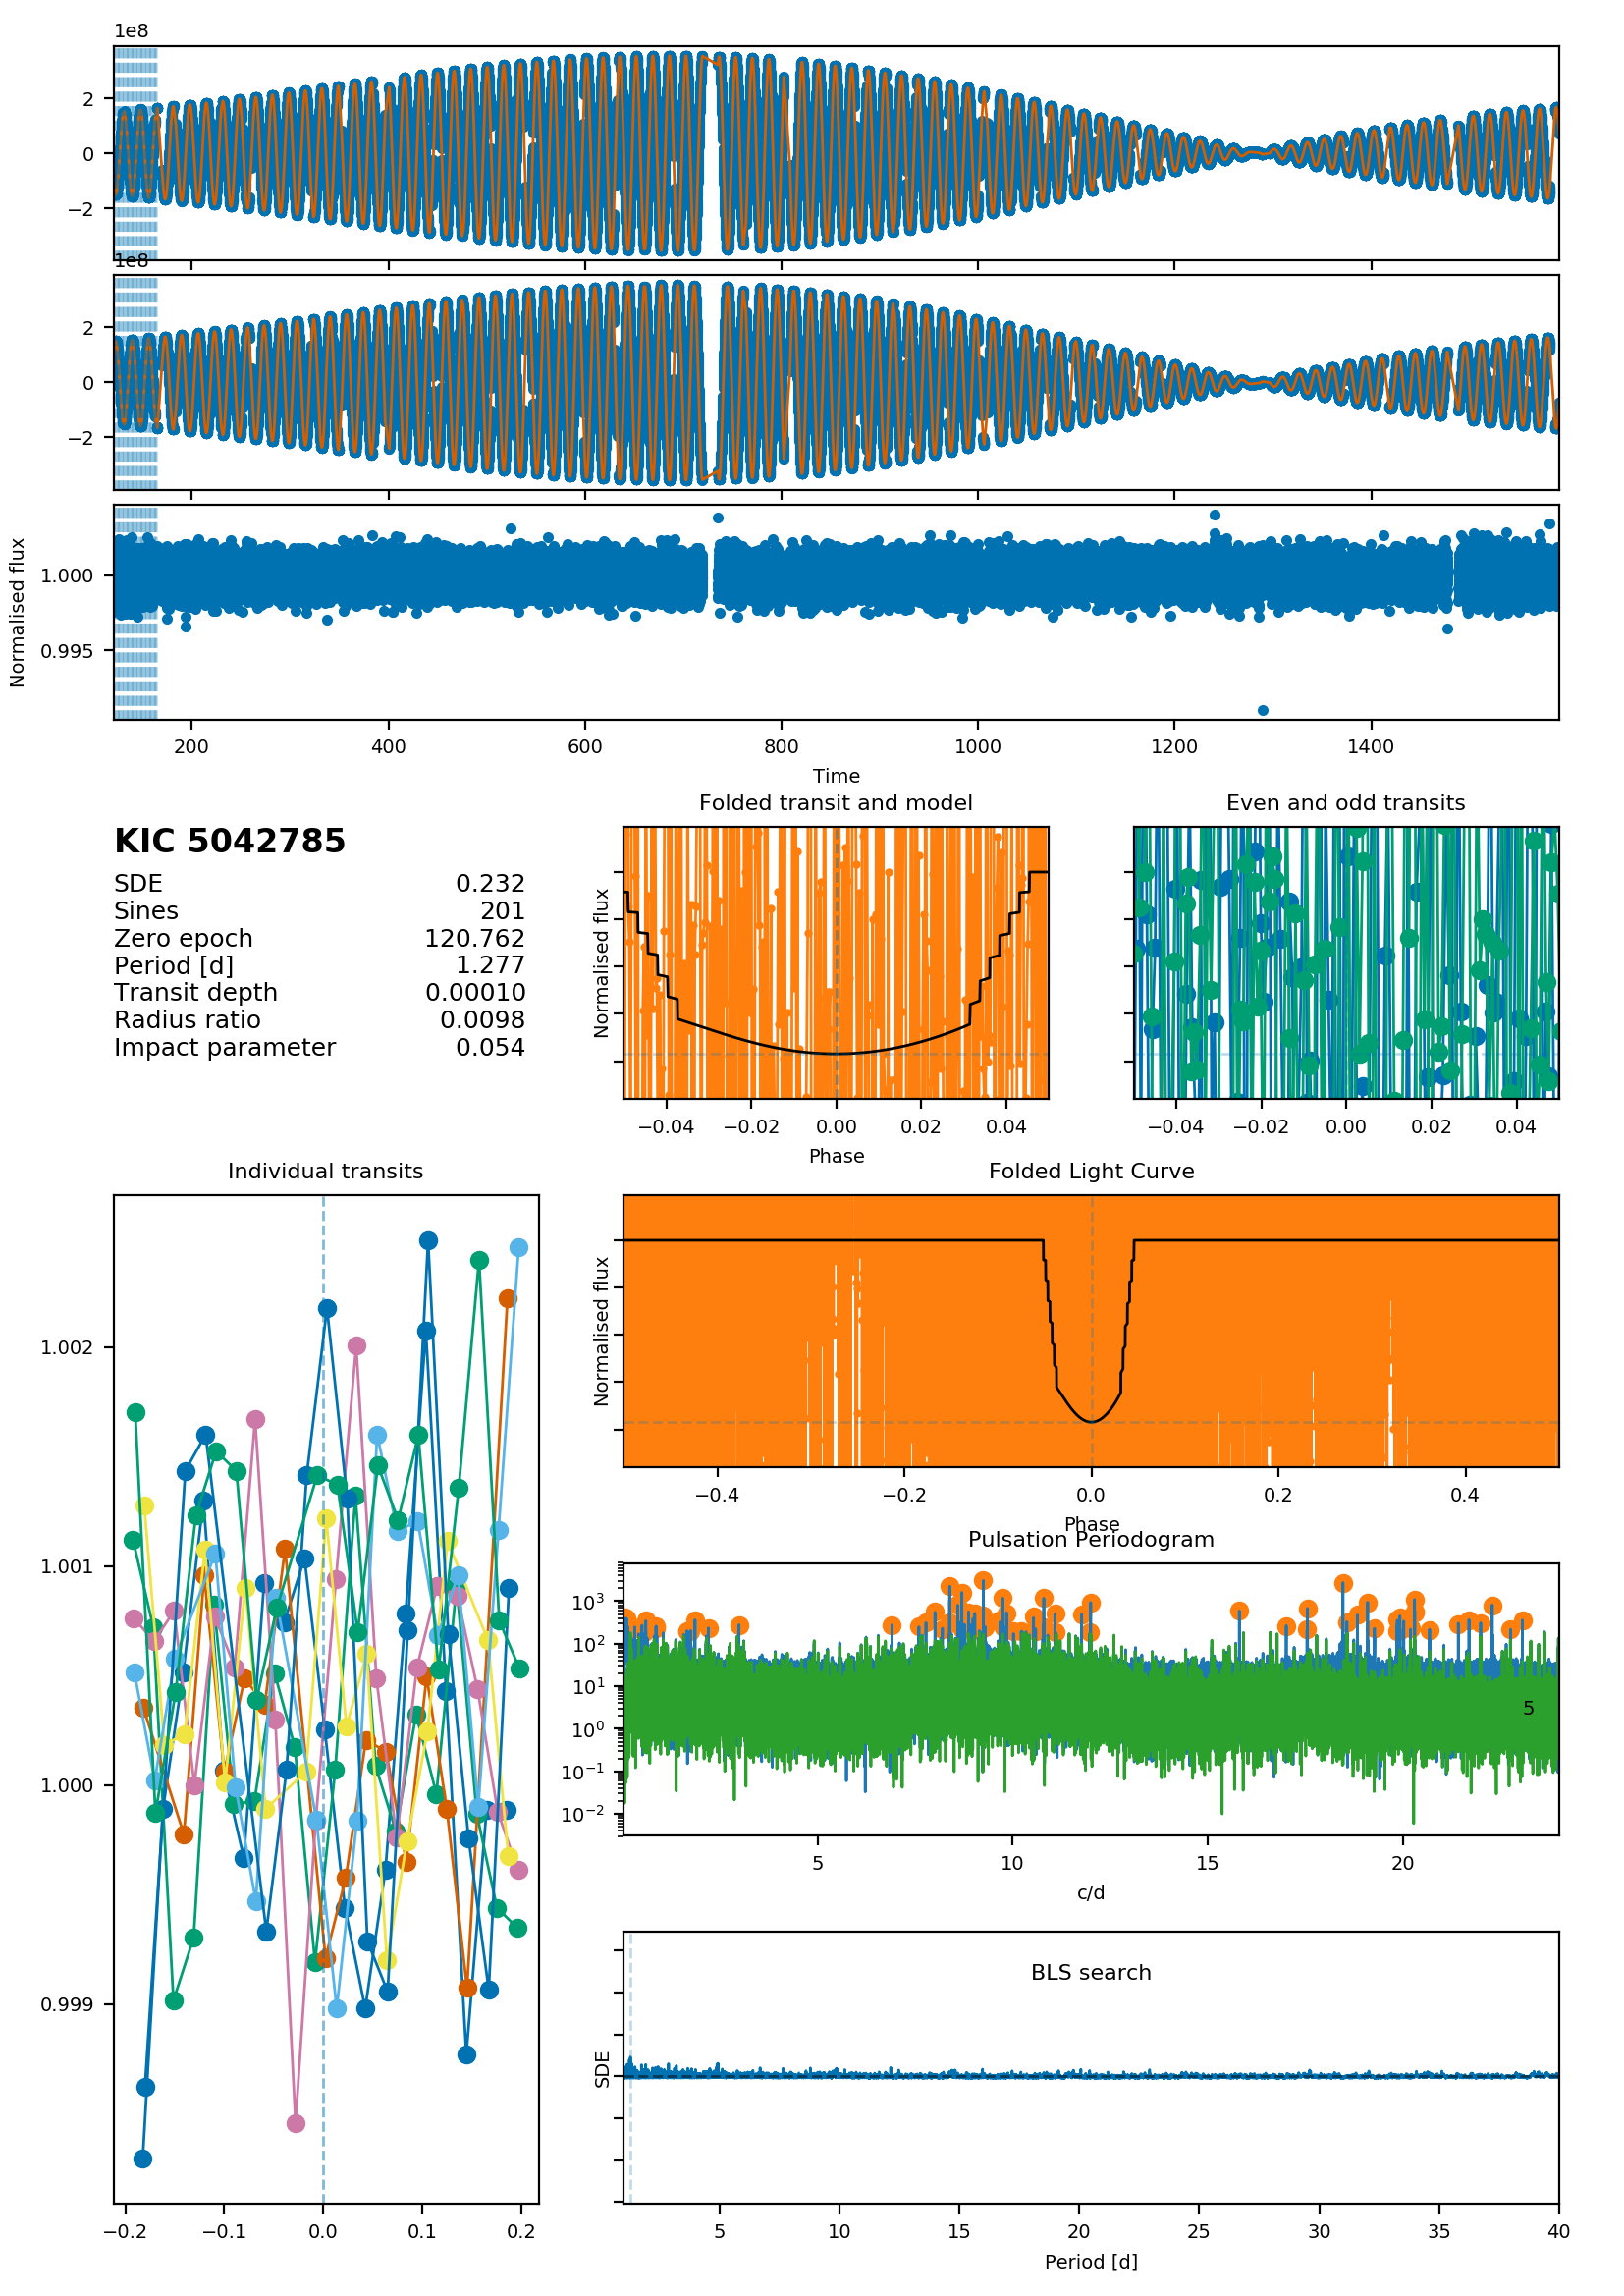 1e8
2
0
−2
1e8
2
0
−2
Normalised flux
1.000
0.995
200 400 600 800 1000 1200 1400
Time
KIC 5042785
SDE 0.232
Sines 201
Zero epoch 120.762
Period [d] 1.277
Transit depth 0.00010
Radius ratio 0.0098
Impact parameter 0.054
Folded transit and model
Normalised flux
−0.04 −0.02 0.00 0.02 0.04
Phase
Even and odd transits
−0.04 −0.02 0.00 0.02 0.04
Individual transits
1.002
1.001
1.000
0.999
−0.2 −0.1 0.0 0.1 0.2
Folded Light Curve
Normalised flux
−0.4 −0.2 0.0 0.2 0.4
Phase
Pulsation Periodogram
10³
10²
10¹
10⁰
10⁻¹
10⁻²
5
5 10 15 20
c/d
BLS search
SDE
5 10 15 20 25 30 35 40
Period [d]